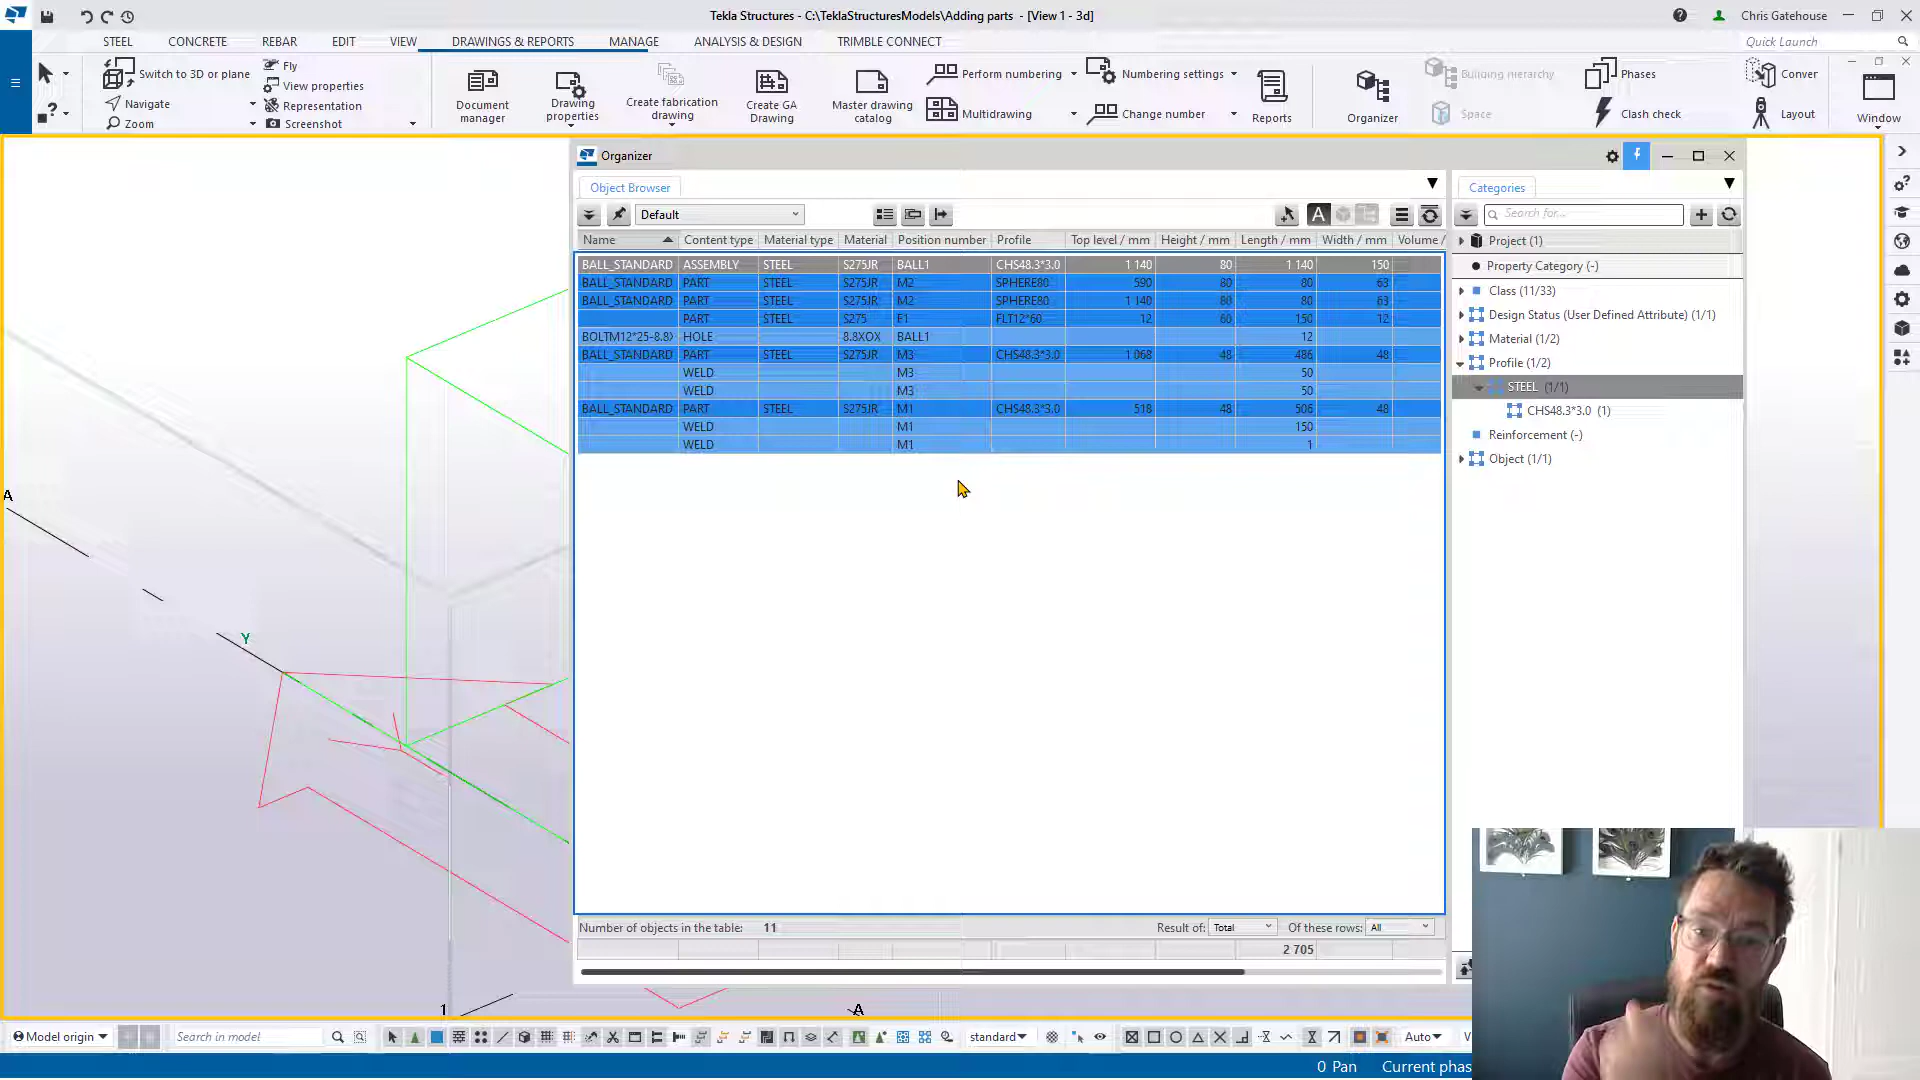 Tekla Structures - C:\TeklaStructuresModels\Adding parts - [View 1 - 3d]
Chris Gatehouse
STEEL CONCRETE REBAR EDIT VIEW DRAWINGS & REPORTS MANAGE ANALYSIS & DESIGN TRIMBLE CONNECT
Quick Launch
Switch to 3D or plane
Navigate
Zoom
Fly
View properties
Representation
Screenshot
Document manager
Drawing properties
Create fabrication drawing
Create GA Drawing
Master drawing catalog
Perform numbering
Multidrawing
Numbering settings
Change number
Reports
Organizer
Building hierarchy
Space
Phases
Clash check
Conver
Layout
Window
Organizer
Object Browser
Categories
Default
A
Search for...
Name Content type Material type Material Position number Profile Top level / mm Height / mm Length / mm Width / mm Volume /
BALL_STANDARD ASSEMBLY STEEL S275JR BALL1 CHS48.3*3.0 1 140 80 1 140 150
BALL_STANDARD PART STEEL S275JR M2 SPHERE80 590 80 80 63
BALL_STANDARD PART STEEL S275JR M2 SPHERE80 1 140 80 80 63
PART STEEL S275 F1 FLT12*60 12 60 150 12
BOLTM12*25-8.8X HOLE 8.8XOX BALL1 12
BALL_STANDARD PART STEEL S275JR M3 CHS48.3*3.0 1 068 48 486 48
WELD M3 50
WELD M3 50
BALL_STANDARD PART STEEL S275JR M1 CHS48.3*3.0 518 48 506 48
WELD M1 150
WELD M1 1
Project (1)
Property Category (-)
Class (11/33)
Design Status (User Defined Attribute) (1/1)
Material (1/2)
Profile (1/2)
STEEL (1/1)
CHS48.3*3.0 (1)
Reinforcement (-)
Object (1/1)
A
Y
1
A
Number of objects in the table: 11
Result of: Total Of these rows: All
2 705
Model origin
Search in model
standard
Auto
V
0 Pan Current phas